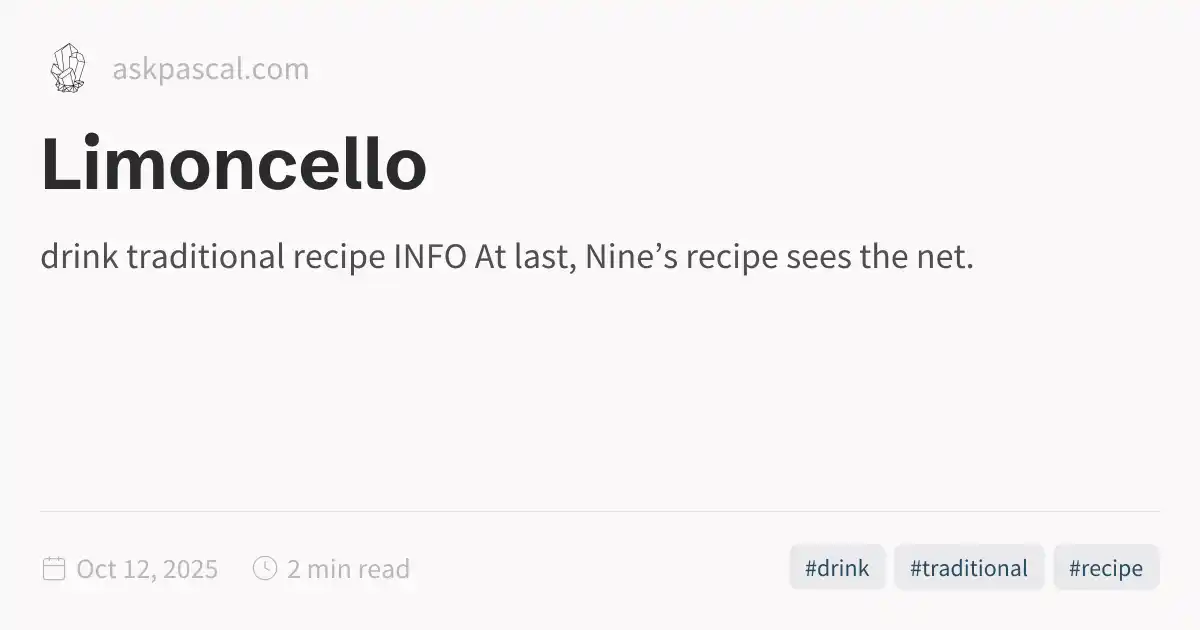 askpascal.com
Limoncello
drink traditional recipe INFO At last, Nine’s recipe sees the net.
Oct 12, 2025 2 min read #drink #traditional #recipe